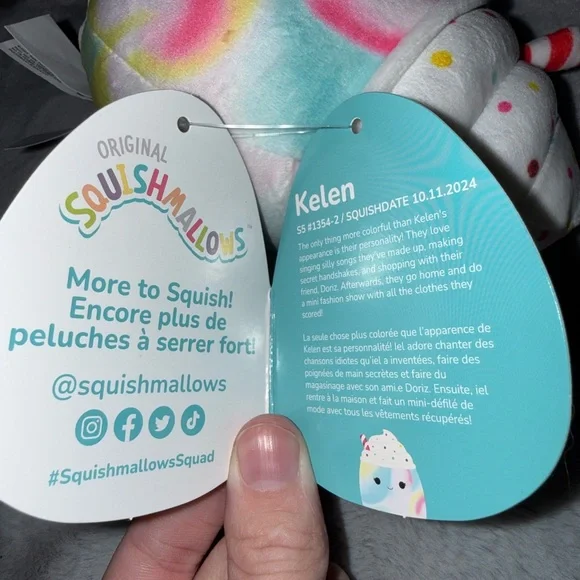 ORIGINAL
SQUISHMALLOWS
More to Squish!
Encore plus de
peluches à serrer fort!
@squishmallows
#SquishmallowsSquad
Kelen
S5 #1354-2 / SQUISHDATE 10.11.2024
The only thing more colorful than Kelen's
appearance is their personality! They love
singing silly songs they've made up, making
secret handshakes, and shopping with their
friend, Doriz. Afterwards, they go home and do
a mini fashion show with all the clothes they
scored!
La seule chose plus colorée que l'apparence de
Kelen est sa personnalité! Iel adore chanter des
chansons idiotes qu'iel a inventées, faire des
poignées de main secrètes et faire du
magasinage avec son ami.e Doriz. Ensuite, iel
rentre à la maison et fait un mini-défilé de
mode avec tous les vêtements récupérés!